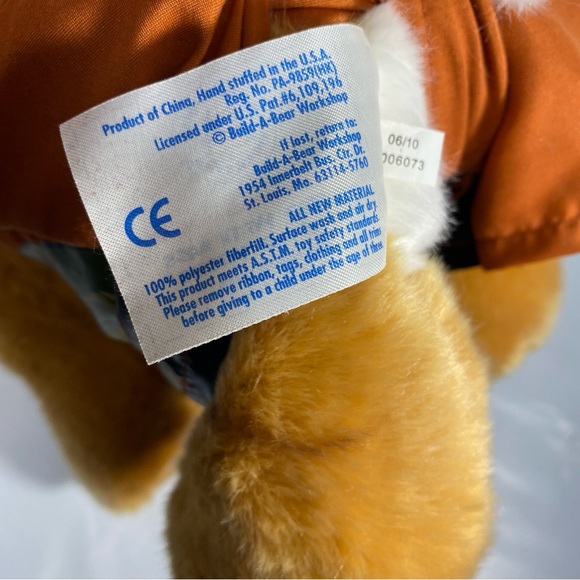 Product of China, Hand stuffed in the U.S.A.
Reg. No. PA-9859(HK)
Licensed under U.S. Pat.#6,109,196
© Build-A-Bear Workshop
If lost, return to:
Build-A-Bear Workshop
1954 Innerbelt Bus. Ctr. Dr.
St. Louis, Mo. 63114-5760
CE
ALL NEW MATERIAL
100% polyester fiberfill. Surface wash and air dry.
This product meets A.S.T.M. toy safety standards
Please remove ribbon, tags, clothing and all trims
before giving to a child under the age of three
06/10
006073